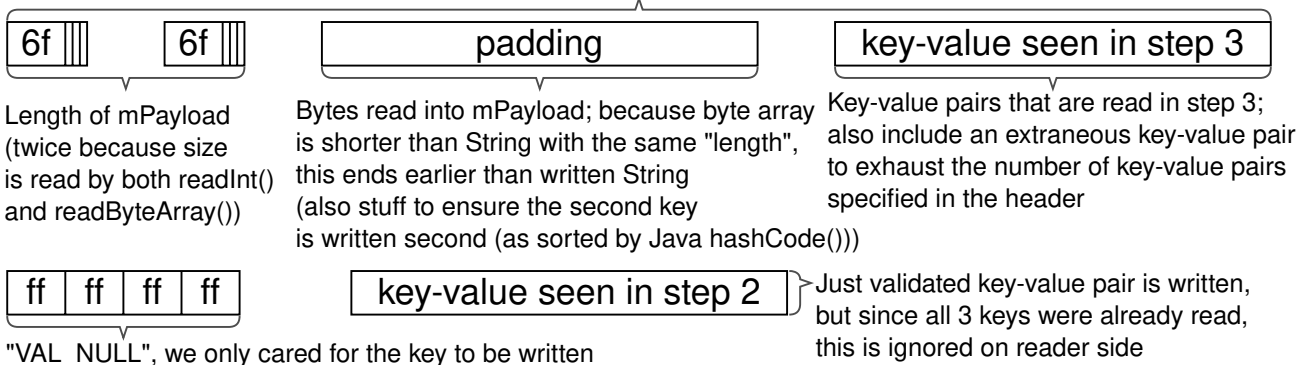 6f 6f padding key-value seen in step 3
Length of mPayload
(twice because size
is read by both readInt()
and readByteArray())
Bytes read into mPayload; because byte array
is shorter than String with the same "length",
this ends earlier than written String
(also stuff to ensure the second key
is written second (as sorted by Java hashCode()))
Key-value pairs that are read in step 3;
also include an extraneous key-value pair
to exhaust the number of key-value pairs
specified in the header
ff ff ff ff key-value seen in step 2
"VAL_NULL", we only cared for the key to be written
Just validated key-value pair is written,
but since all 3 keys were already read,
this is ignored on reader side